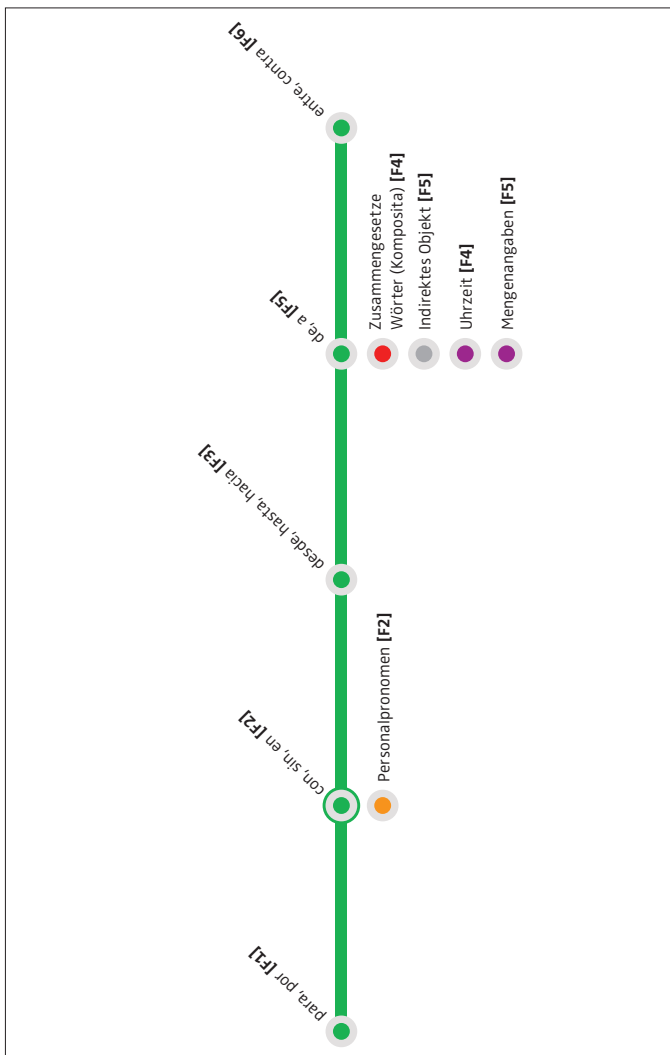 para, por [F1]
con, sin, en [F2]
desde, hasta, hacia [F3]
de, a [F5]
entre, contra [F6]
Personalpronomen [F2]
Zusammengesetze
Wörter (Komposita) [F4]
Indirektes Objekt [F5]
Uhrzeit [F4]
Mengenangaben [F5]